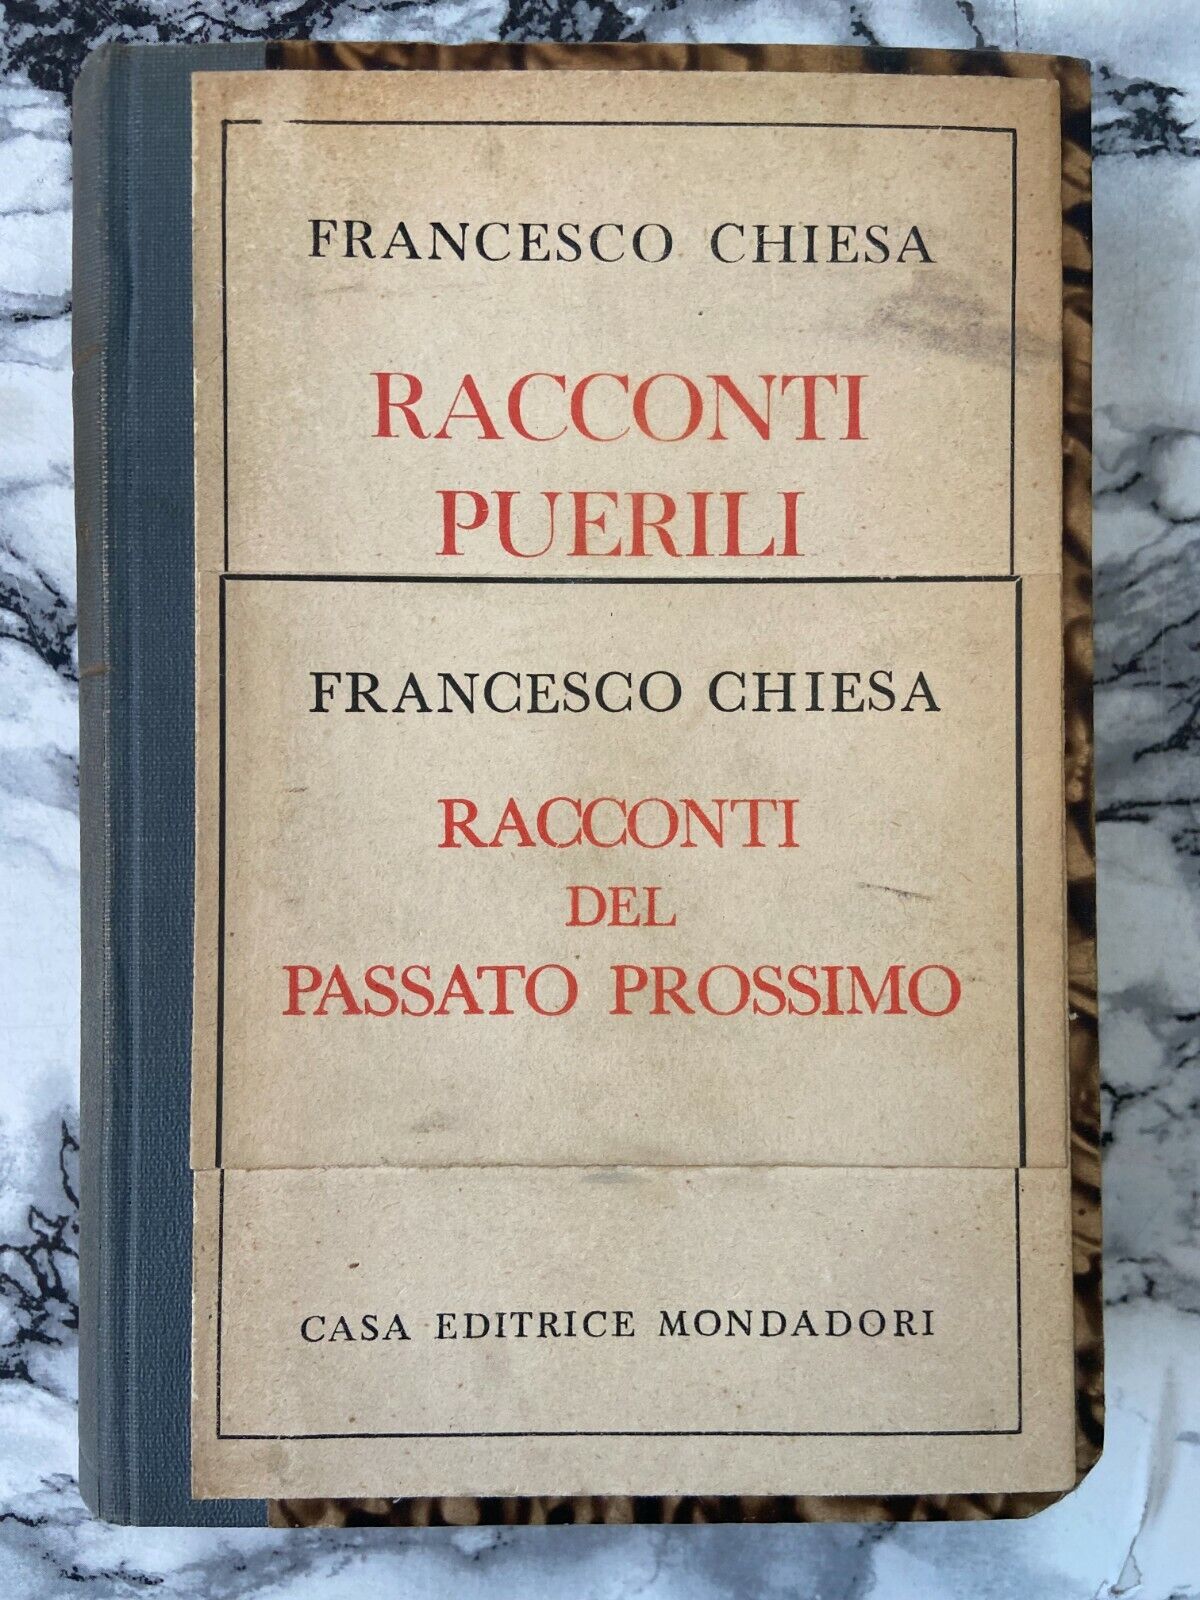 FRANCESCO CHIESA
RACCONTI
PUERILI
FRANCESCO CHIESA
RACCONTI
DEL
PASSATO PROSSIMO
CASA EDITRICE MONDADORI